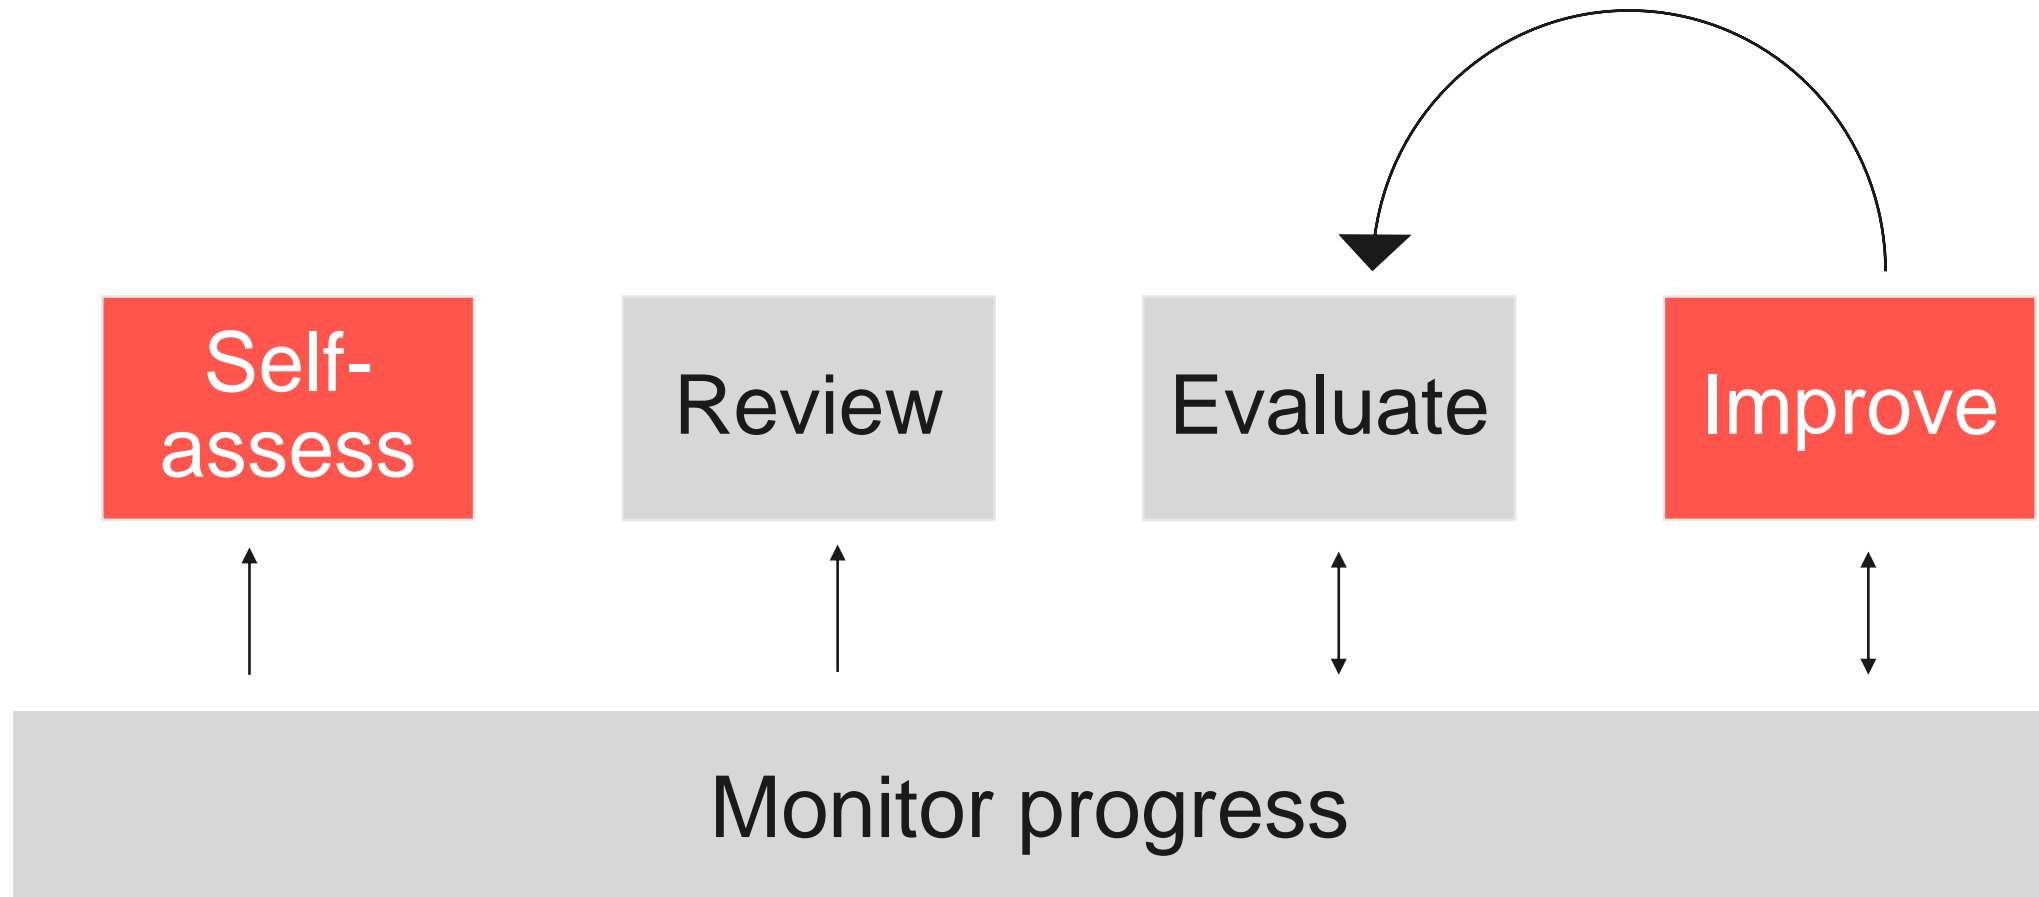 Self-
assess
Review
Evaluate
Improve
Monitor progress